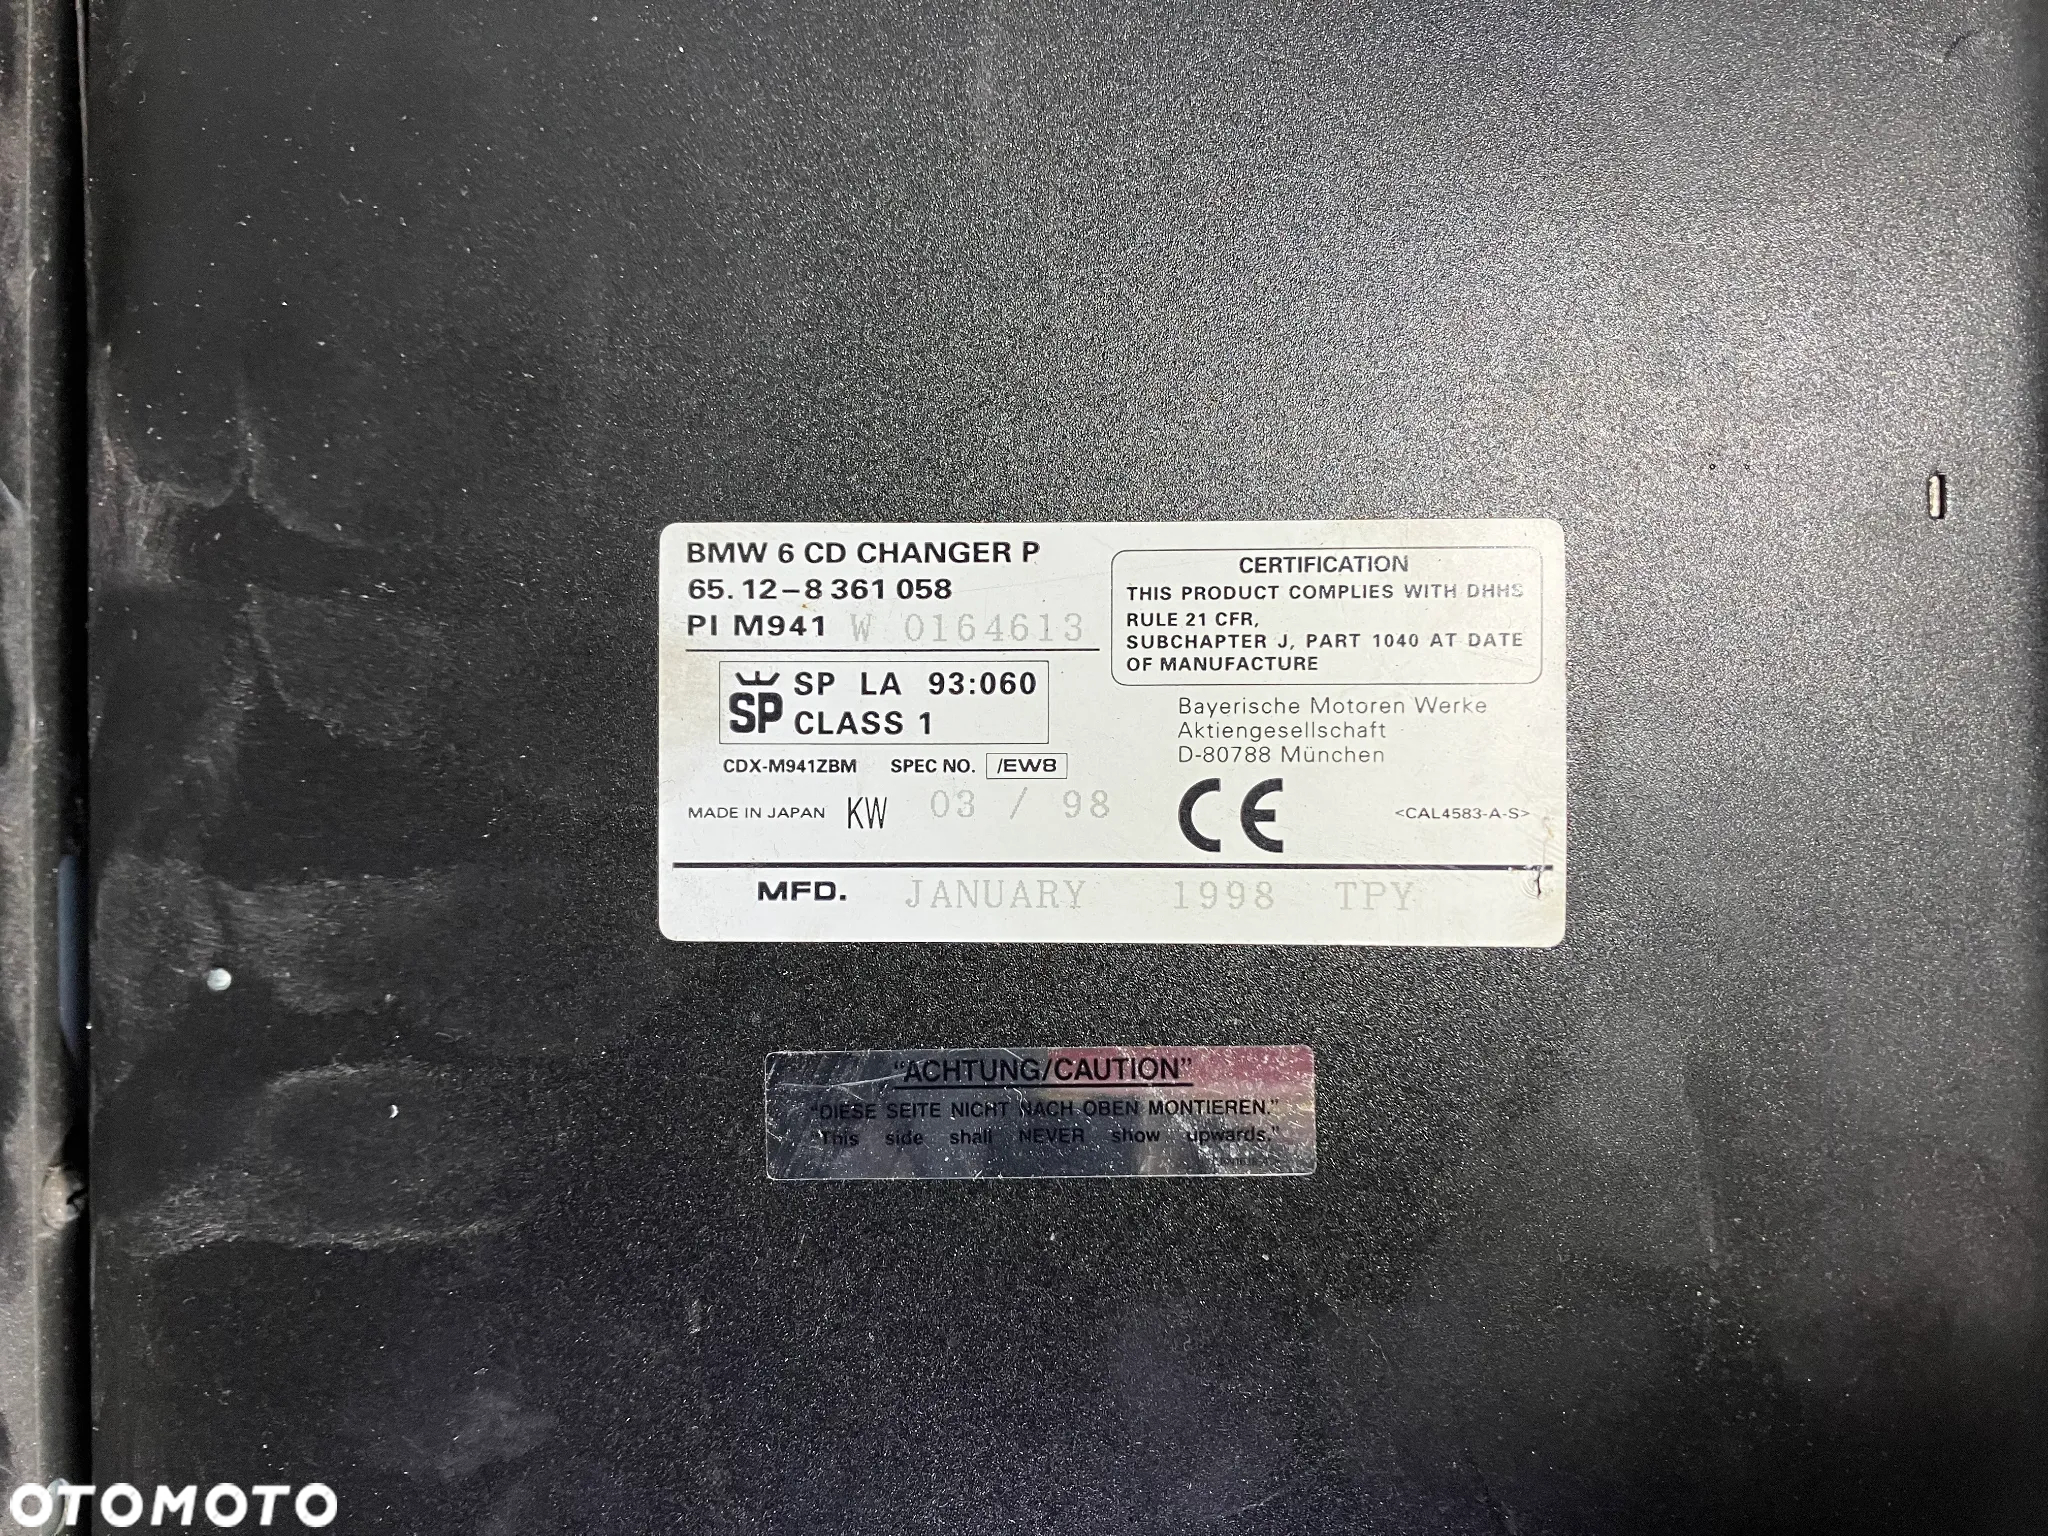 BMW 6 CD CHANGER P
65. 12-8 361 058
PI M941 W 0164613
SP SP LA 93:060
CLASS 1
CDX-M941ZBM SPEC NO. /EW8
MADE IN JAPAN KW 03 / 98
CERTIFICATION
THIS PRODUCT COMPLIES WITH DHHS
RULE 21 CFR,
SUBCHAPTER J, PART 1040 AT DATE
OF MANUFACTURE
Bayerische Motoren Werke
Aktiengesellschaft
D-80788 München
CE <CAL4583-A-S>
MFD. JANUARY 1998 TPY
"ACHTUNG/CAUTION"
"DIESE SEITE NICHT NACH OBEN MONTIEREN."
"This side shall NEVER show upwards."
OTOMOTO